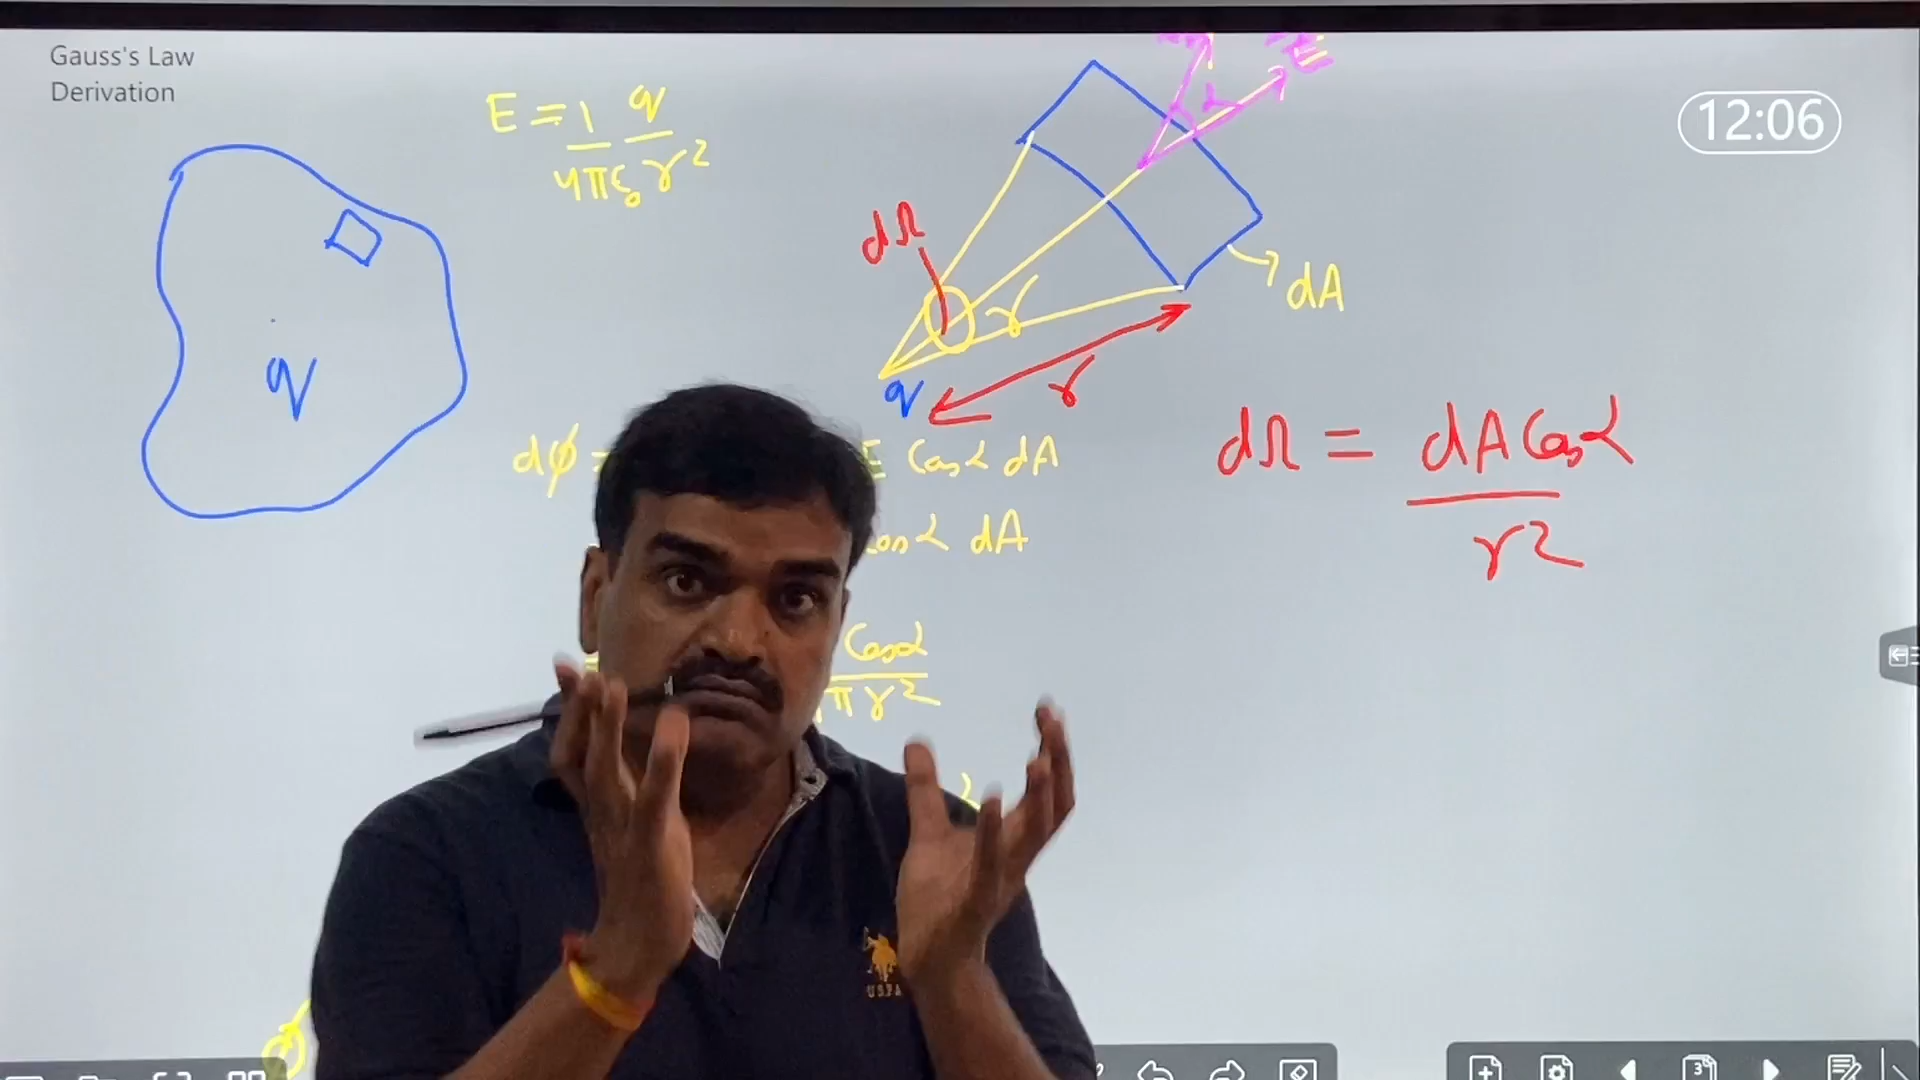 Gauss's Law
Derivation
12:06
E = 1/4πε₀ q/r²
E
α
dΩ
r
dA
q
r
q
dϕ =
E Cosα dA
Cosα dA
dΩ = dA Cosα / r²
Cosα
πr²
U.S.P.A
3